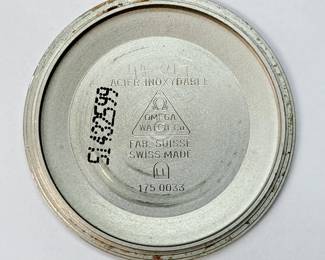 ACIER INOXYDABLE
Ω
OMEGA
WATCH Co
FAB. SUISSE
SWISS MADE
175 0033
51432599